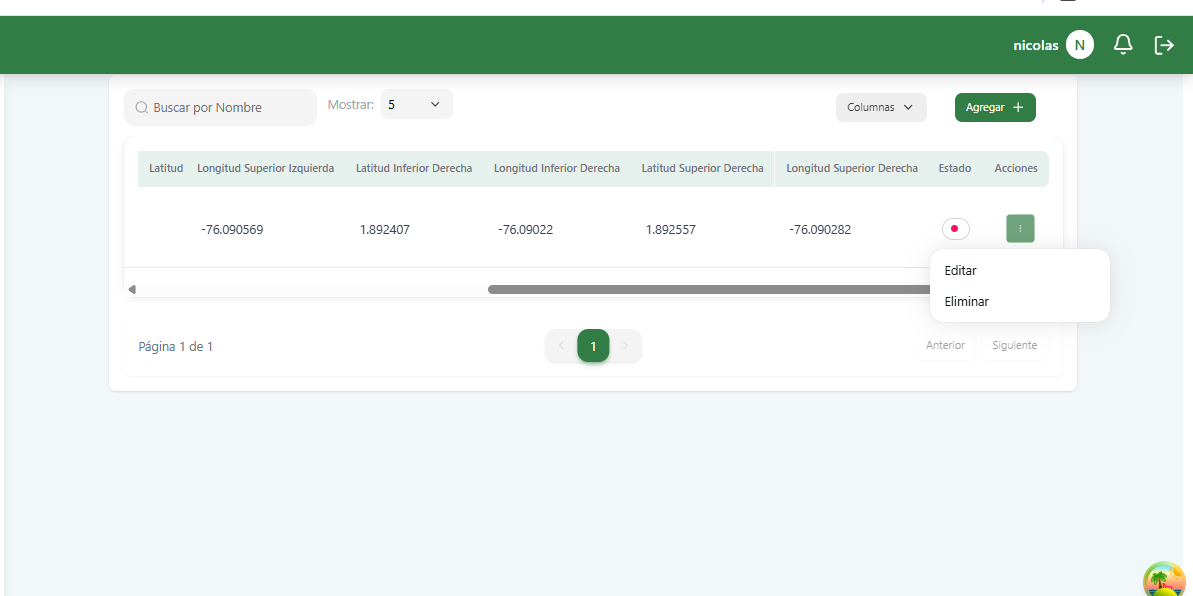 nicolas N
Buscar por Nombre Mostrar: 5 Columnas Agregar +
Latitud Longitud Superior Izquierda Latitud Inferior Derecha Longitud Inferior Derecha Latitud Superior Derecha Longitud Superior Derecha Estado Acciones
-76.090569 1.892407 -76.09022 1.892557 -76.090282
Editar
Eliminar
Página 1 de 1 < 1 > Anterior Siguiente